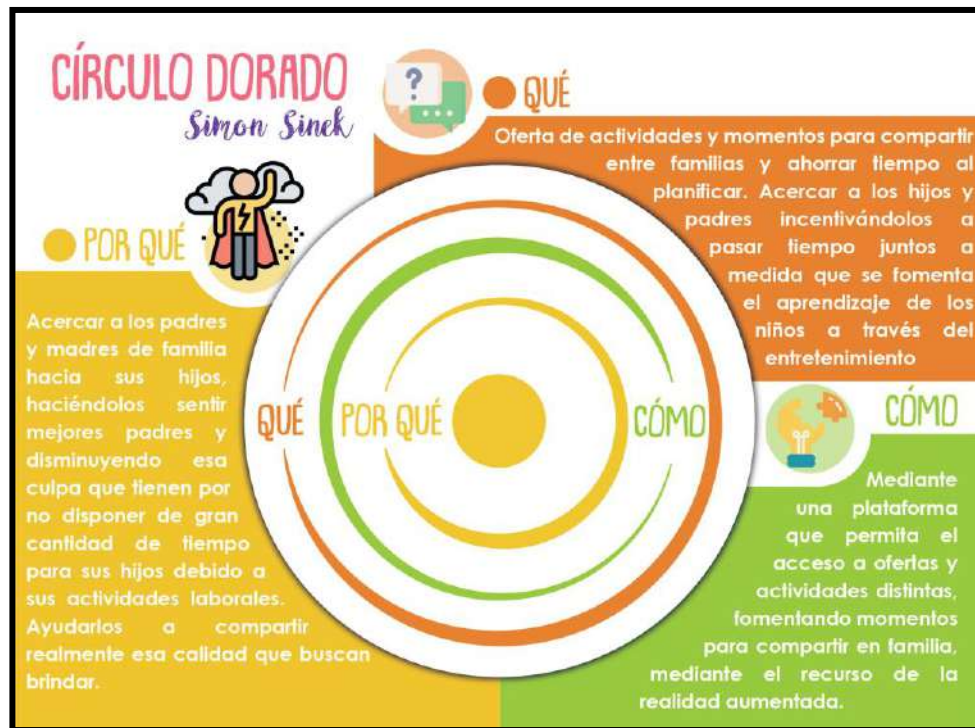 CÍRCULO DORADO
Simon Sinek
?
QUÉ
Oferta de actividades y momentos para compartir
entre familias y ahorrar tiempo al
planificar. Acercar a los hijos y
padres incentivándolos a
pasar tiempo juntos a
medida que se fomenta
el aprendizaje de los
niños a través del
entretenimiento
POR QUÉ
Acercar a los padres
y madres de familia
hacia sus hijos,
haciéndolos sentir
mejores padres y
disminuyendo esa
culpa que tienen por
no disponer de gran
cantidad de tiempo
para sus hijos debido a
sus actividades laborales.
Ayudarlos a compartir
realmente esa calidad que buscan
brindar.
QUÉ
POR QUÉ
CÓMO
CÓMO
Mediante
una plataforma
que permita el
acceso a ofertas y
actividades distintas,
fomentando momentos
para compartir en familia,
mediante el recurso de la
realidad aumentada.